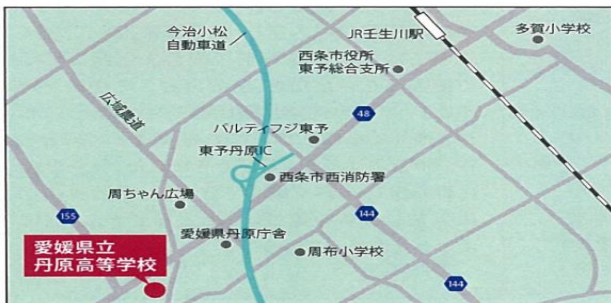 今治小松
自動車道
JR壬生川駅
多賀小学校
西条市役所
東予総合支所
広域農道
48
パルティフジ東予
東予丹原IC
西条市西消防署
周ちゃん広場
155
144
愛媛県丹原庁舎
周布小学校
愛媛県立
丹原高等学校
144